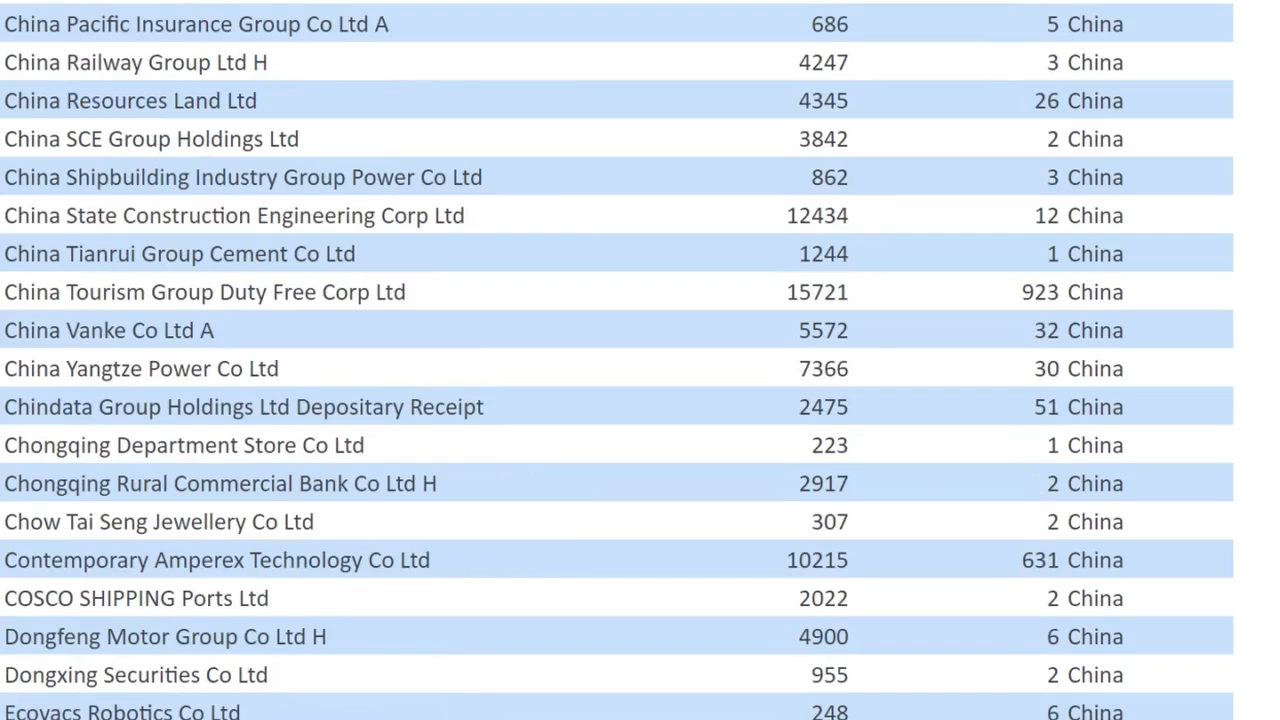 China Pacific Insurance Group Co Ltd A 686 5 China
China Railway Group Ltd H 4247 3 China
China Resources Land Ltd 4345 26 China
China SCE Group Holdings Ltd 3842 2 China
China Shipbuilding Industry Group Power Co Ltd 862 3 China
China State Construction Engineering Corp Ltd 12434 12 China
China Tianrui Group Cement Co Ltd 1244 1 China
China Tourism Group Duty Free Corp Ltd 15721 923 China
China Vanke Co Ltd A 5572 32 China
China Yangtze Power Co Ltd 7366 30 China
Chindata Group Holdings Ltd Depositary Receipt 2475 51 China
Chongqing Department Store Co Ltd 223 1 China
Chongqing Rural Commercial Bank Co Ltd H 2917 2 China
Chow Tai Seng Jewellery Co Ltd 307 2 China
Contemporary Amperex Technology Co Ltd 10215 631 China
COSCO SHIPPING Ports Ltd 2022 2 China
Dongfeng Motor Group Co Ltd H 4900 6 China
Dongxing Securities Co Ltd 955 2 China
Ecovacs Robotics Co Ltd 248 6 China